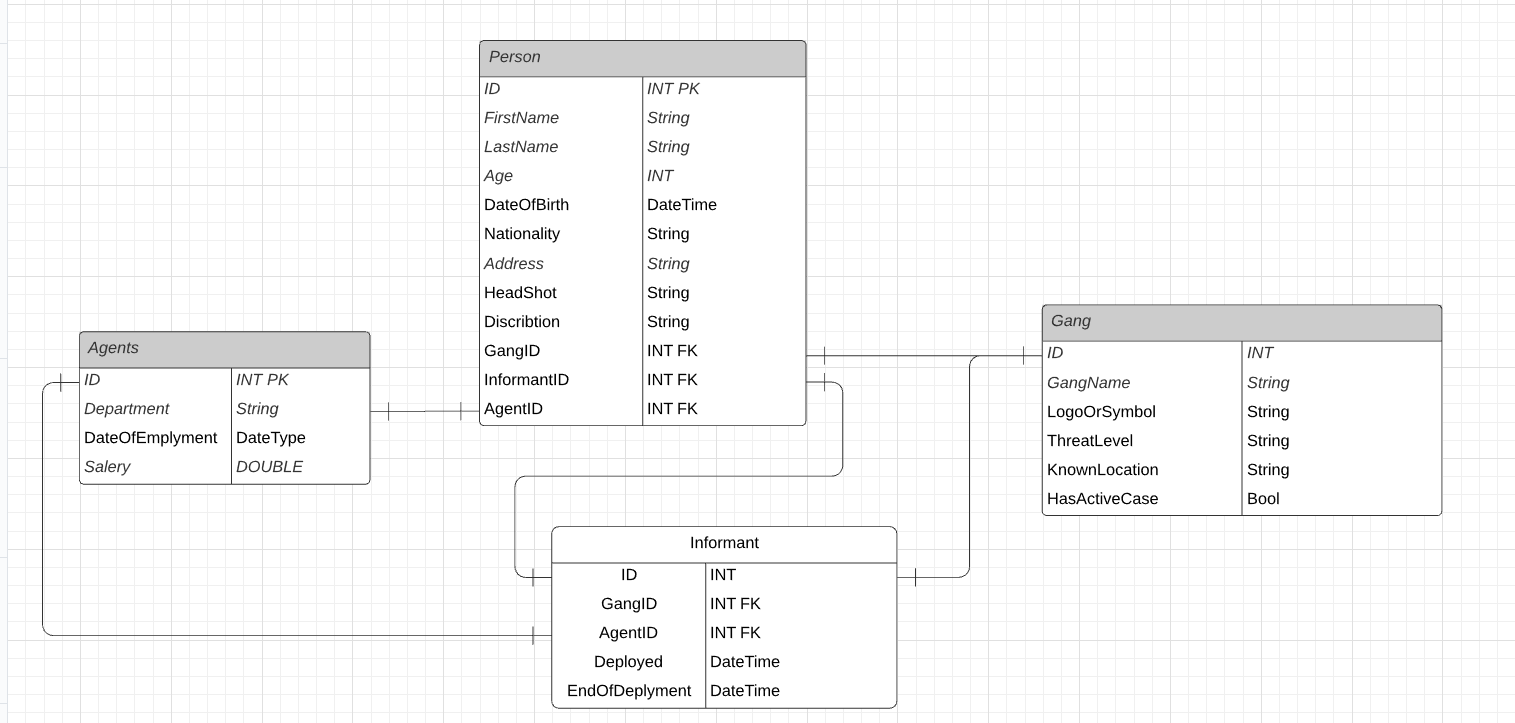 Person
ID INT PK
FirstName String
LastName String
Age INT
DateOfBirth DateTime
Nationality String
Address String
HeadShot String
Discribtion String
GangID INT FK
InformantID INT FK
AgentID INT FK
Agents
ID INT PK
Department String
DateOfEmplyment DateType
Salery DOUBLE
Gang
ID INT
GangName String
LogoOrSymbol String
ThreatLevel String
KnownLocation String
HasActiveCase Bool
Informant
ID INT
GangID INT FK
AgentID INT FK
Deployed DateTime
EndOfDeplyment DateTime